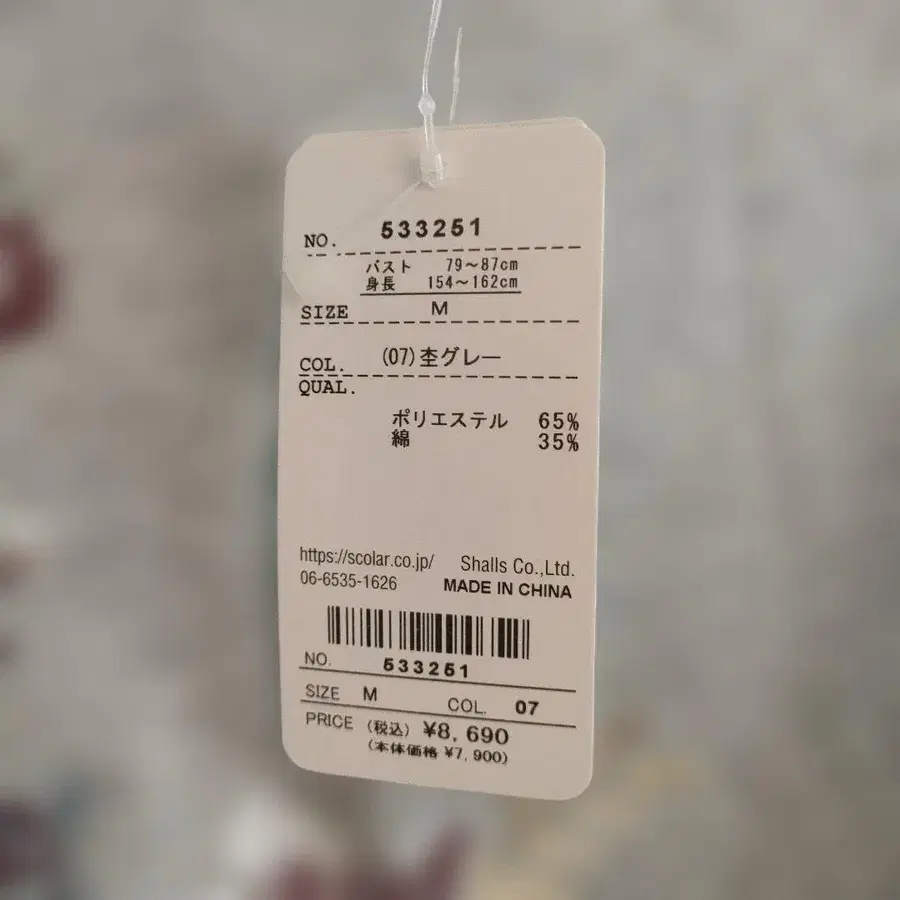 NO. 533251
バスト 79～87cm
身長 154～162cm
SIZE M
COL. (07)杢グレー
QUAL.
ポリエステル 65%
綿 35%
https://scolar.co.jp/ Shalls Co.,Ltd.
06-6535-1626 MADE IN CHINA
NO. 533251
SIZE M COL. 07
PRICE (税込) ¥8,690
(本体価格 ¥7,900)